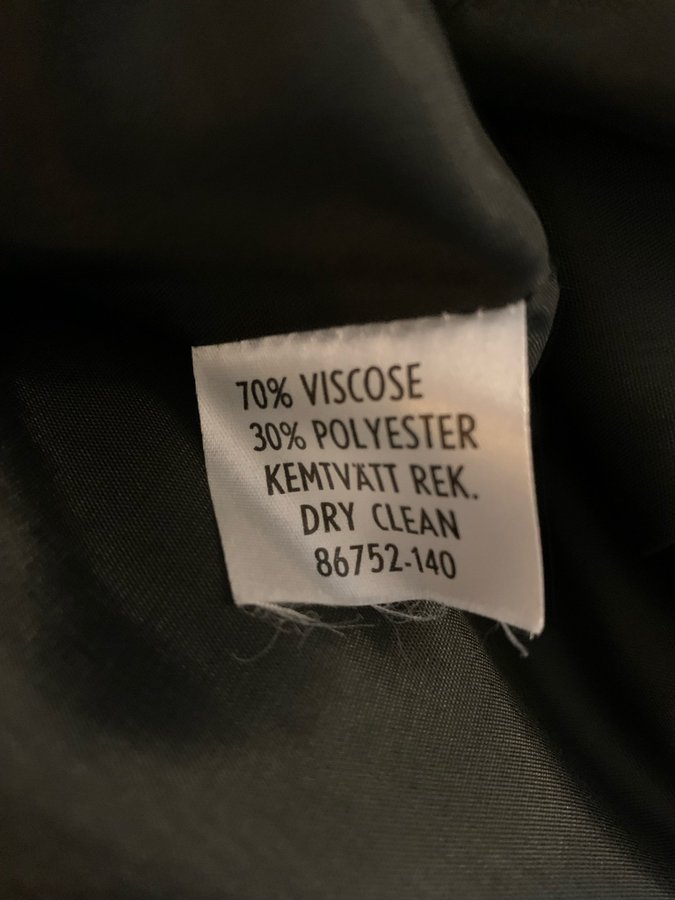 70% VISCOSE
30% POLYESTER
KEMTVÄTT REK.
DRY CLEAN
86752-140